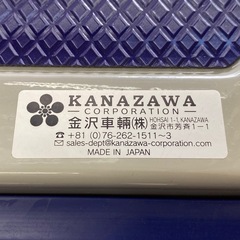 KANAZAWA
CORPORATION
金沢車輛㈱ HOHSAI 1-1, KANAZAWA
金沢市芳斉1-1
+81 (0)76-262-1511~3
sales-dept@kanazawa-corporation.com
MADE IN JAPAN